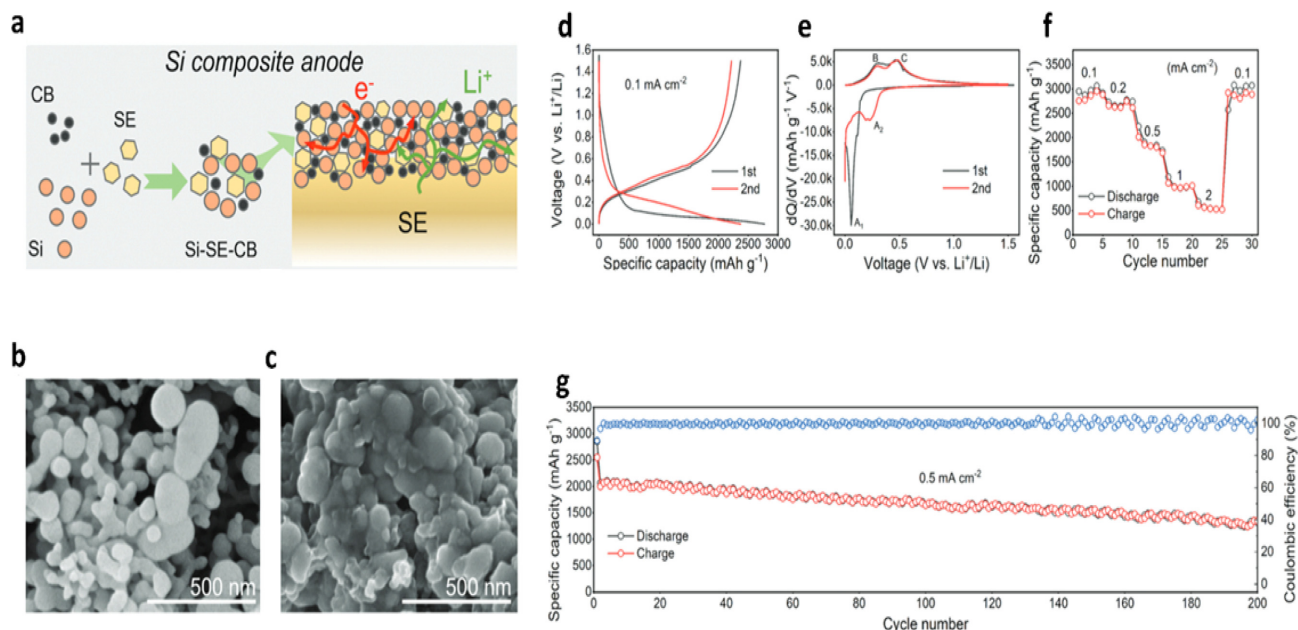 a
Si composite anode
CB
SE
e-
Li+
+
Si
Si-SE-CB
SE
b
500 nm
c
500 nm
d
Voltage (V vs. Li+/Li)
1.6
1.4
1.2
1.0
0.8
0.6
0.4
0.2
0.0
0.1 mA cm-2
1st
2nd
0 500 1000 1500 2000 2500 3000
Specific capacity (mAh g-1)
e
dQ/dV (mAh g-1 V-1)
5.0k
0.0
-5.0k
-10.0k
-15.0k
-20.0k
-25.0k
-30.0k
B
C
A2
A1
1st
2nd
0.0 0.5 1.0 1.5
Voltage (V vs. Li+/Li)
f
Specific capacity (mAh g-1)
4000
3500
3000
2500
2000
1500
1000
500
0
0.1
0.2
0.5
1
2
(mA cm-2)
0.1
Discharge
Charge
0 5 10 15 20 25 30
Cycle number
g
Specific capacity (mAh g-1)
3500
3000
2500
2000
1500
1000
500
0
0.5 mA cm-2
Discharge
Charge
0 20 40 60 80 100 120 140 160 180 200
Cycle number
100
80
60
40
20
0
Coulombic efficiency (%)